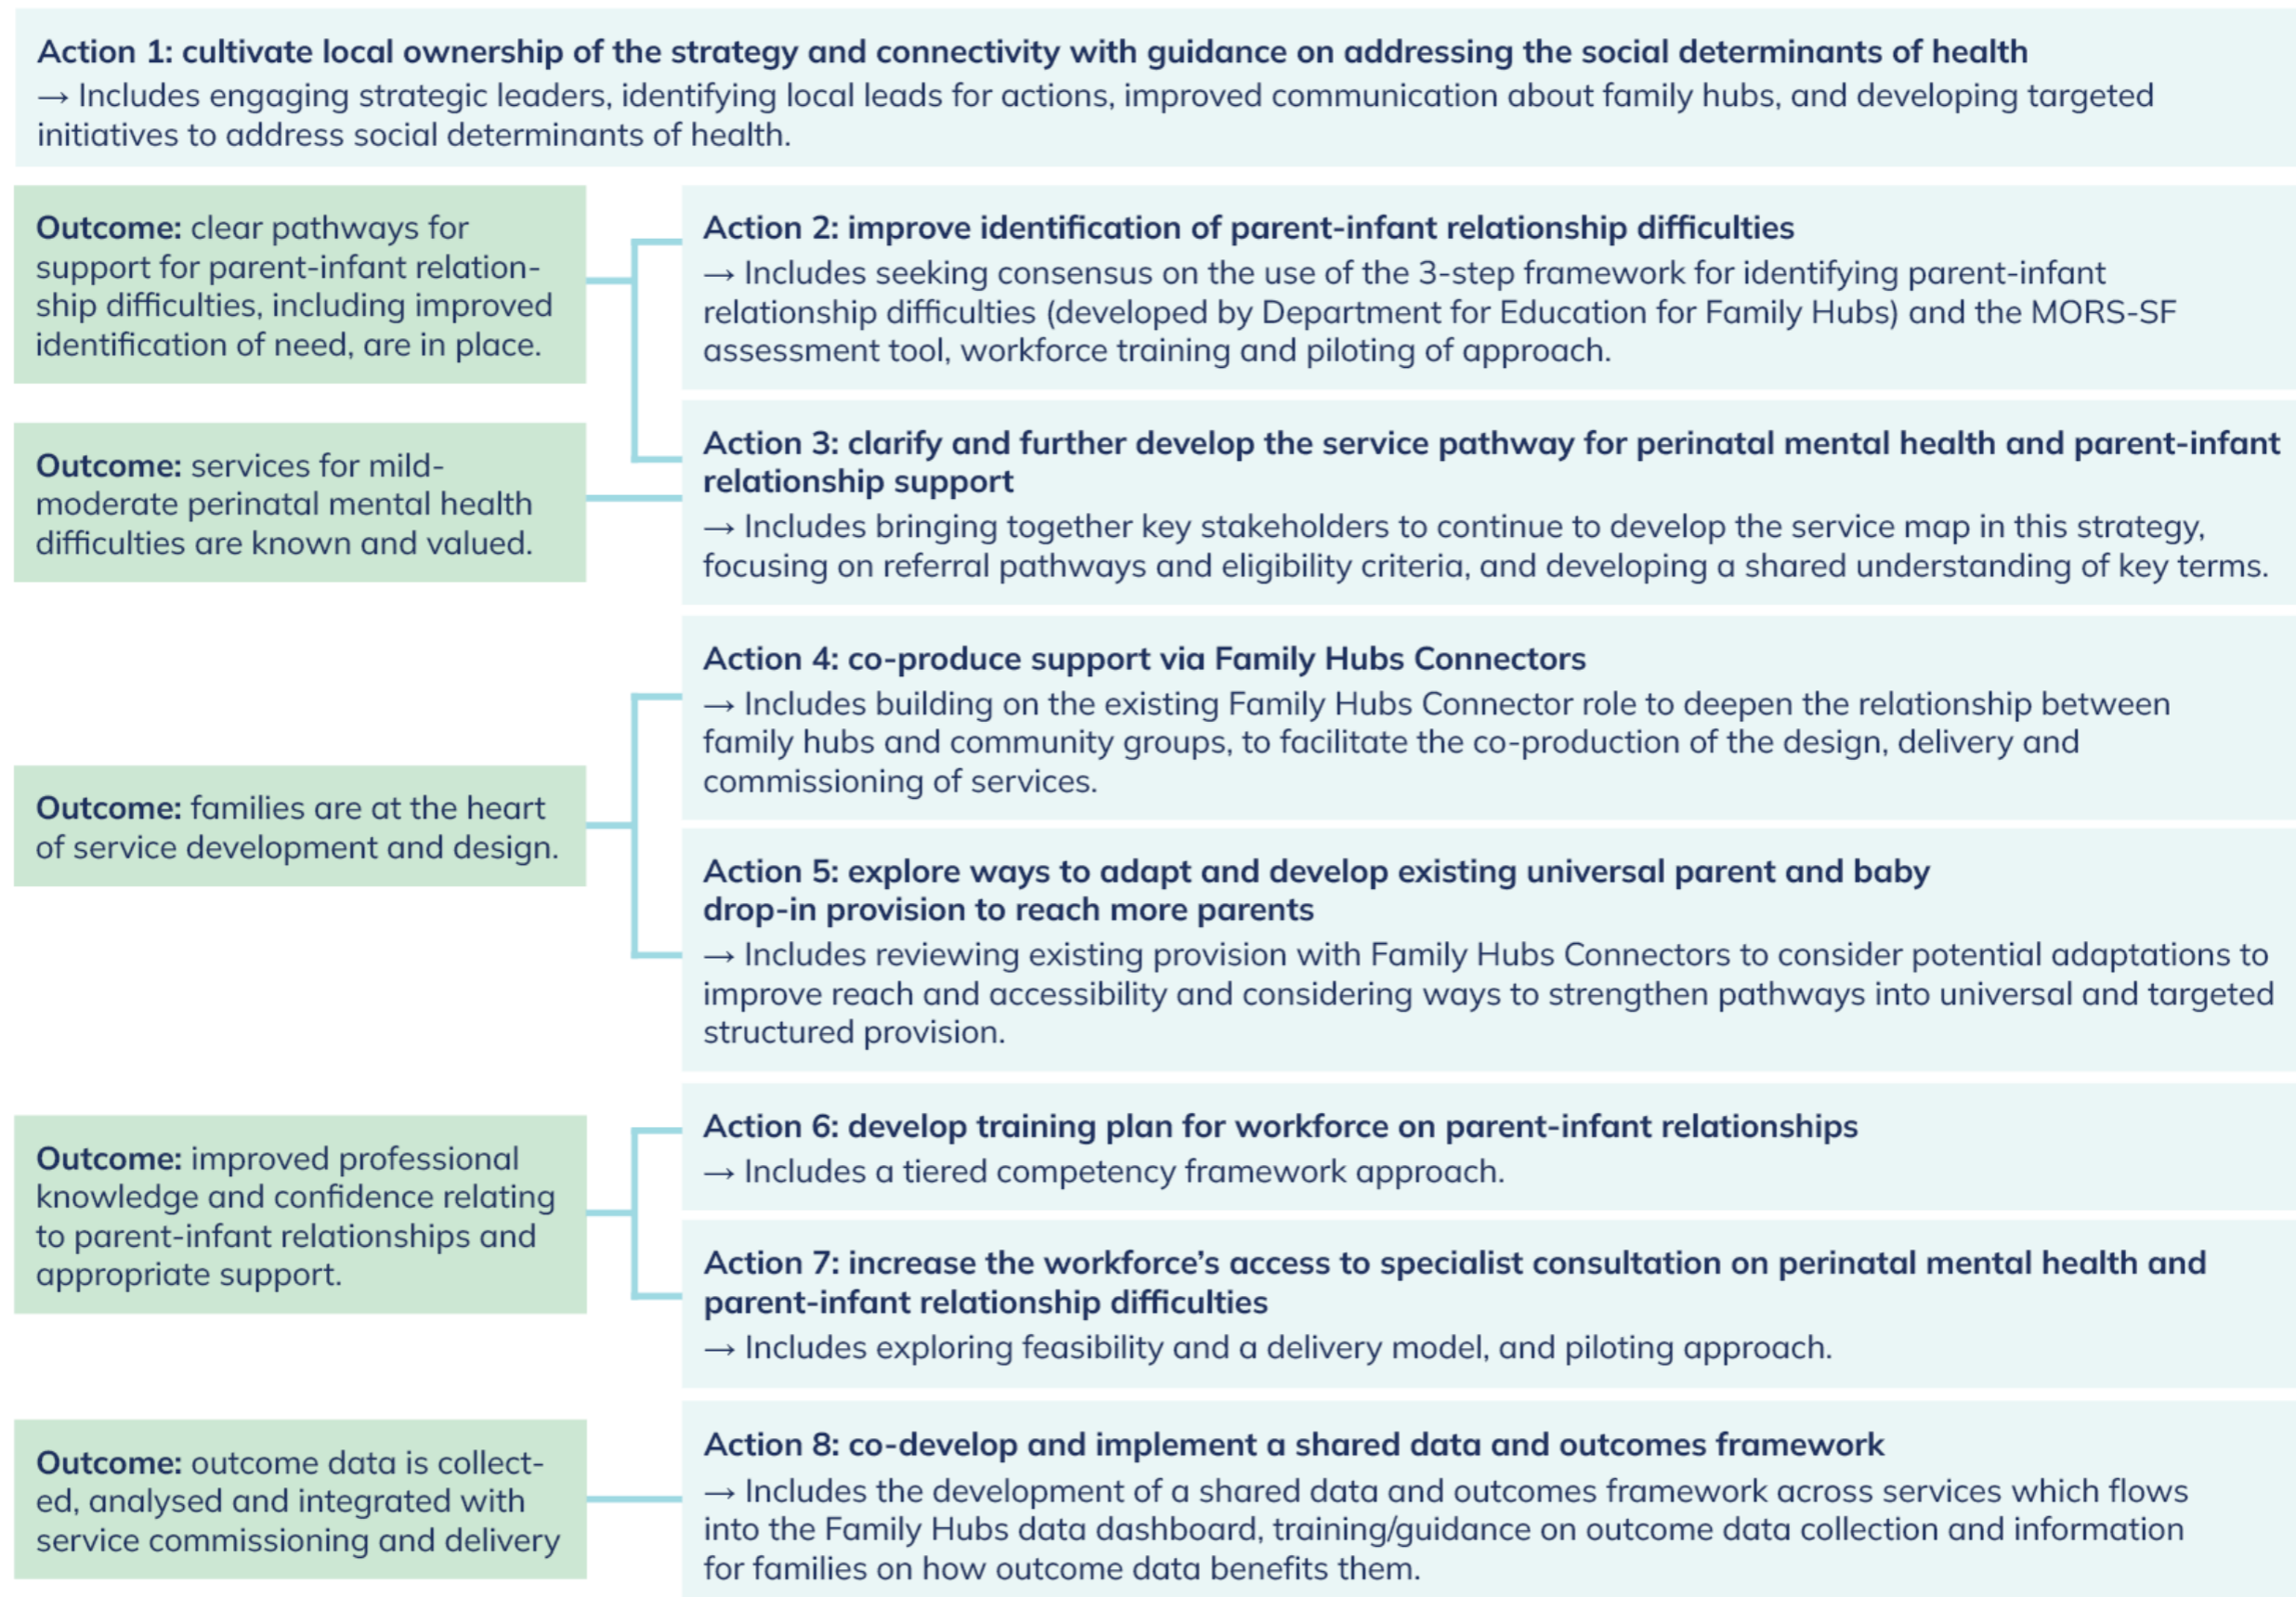 Action 1: cultivate local ownership of the strategy and connectivity with guidance on addressing the social determinants of health
→ Includes engaging strategic leaders, identifying local leads for actions, improved communication about family hubs, and developing targeted
initiatives to address social determinants of health.
Outcome: clear pathways for
support for parent-infant relation-
ship difficulties, including improved
identification of need, are in place.
Action 2: improve identification of parent-infant relationship difficulties
→ Includes seeking consensus on the use of the 3-step framework for identifying parent-infant
relationship difficulties (developed by Department for Education for Family Hubs) and the MORS-SF
assessment tool, workforce training and piloting of approach.
Outcome: services for mild-
moderate perinatal mental health
difficulties are known and valued.
Action 3: clarify and further develop the service pathway for perinatal mental health and parent-infant
relationship support
→ Includes bringing together key stakeholders to continue to develop the service map in this strategy,
focusing on referral pathways and eligibility criteria, and developing a shared understanding of key terms.
Outcome: families are at the heart
of service development and design.
Action 4: co-produce support via Family Hubs Connectors
→ Includes building on the existing Family Hubs Connector role to deepen the relationship between
family hubs and community groups, to facilitate the co-production of the design, delivery and
commissioning of services.
Action 5: explore ways to adapt and develop existing universal parent and baby
drop-in provision to reach more parents
→ Includes reviewing existing provision with Family Hubs Connectors to consider potential adaptations to
improve reach and accessibility and considering ways to strengthen pathways into universal and targeted
structured provision.
Outcome: improved professional
knowledge and confidence relating
to parent-infant relationships and
appropriate support.
Action 6: develop training plan for workforce on parent-infant relationships
→ Includes a tiered competency framework approach.
Action 7: increase the workforce’s access to specialist consultation on perinatal mental health and
parent-infant relationship difficulties
→ Includes exploring feasibility and a delivery model, and piloting approach.
Outcome: outcome data is collect-
ed, analysed and integrated with
service commissioning and delivery
Action 8: co-develop and implement a shared data and outcomes framework
→ Includes the development of a shared data and outcomes framework across services which flows
into the Family Hubs data dashboard, training/guidance on outcome data collection and information
for families on how outcome data benefits them.